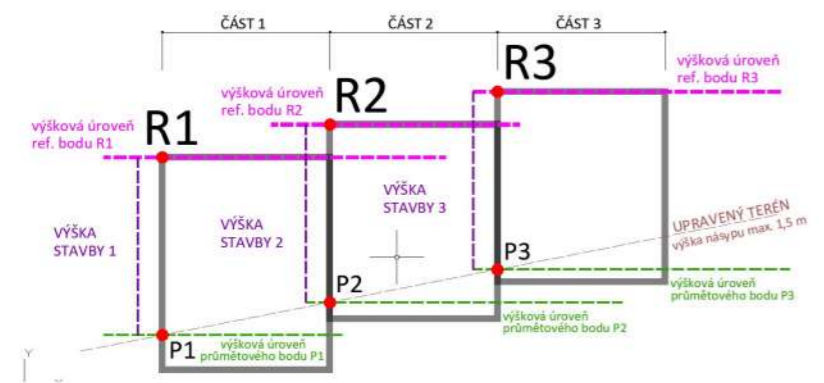 ČÁST 1
ČÁST 2
ČÁST 3
výšková úroveň
ref. bodu R3
R3
výšková úroveň
ref. bodu R2
R2
výšková úroveň
ref. bodu R1
R1
VÝŠKA
STAVBY 1
VÝŠKA
STAVBY 2
VÝŠKA
STAVBY 3
UPRAVENÝ TERÉN
výška násypu max. 1,5 m
P3
výšková úroveň
průmětového bodu P3
P2
výšková úroveň
průmětového bodu P2
P1
výšková úroveň
průmětového bodu P1
Y